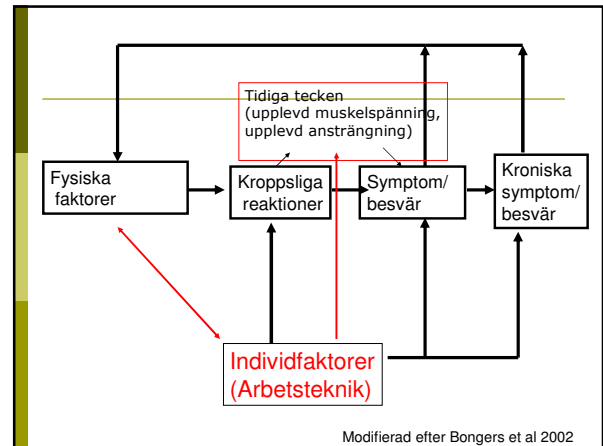 Tidiga tecken
(upplevd muskelspänning,
upplevd ansträngning)
Fysiska
faktorer
Kroppsliga
reaktioner
Symptom/
besvär
Kroniska
symptom/
besvär
Individfaktorer
(Arbetsteknik)
Modifierad efter Bongers et al 2002